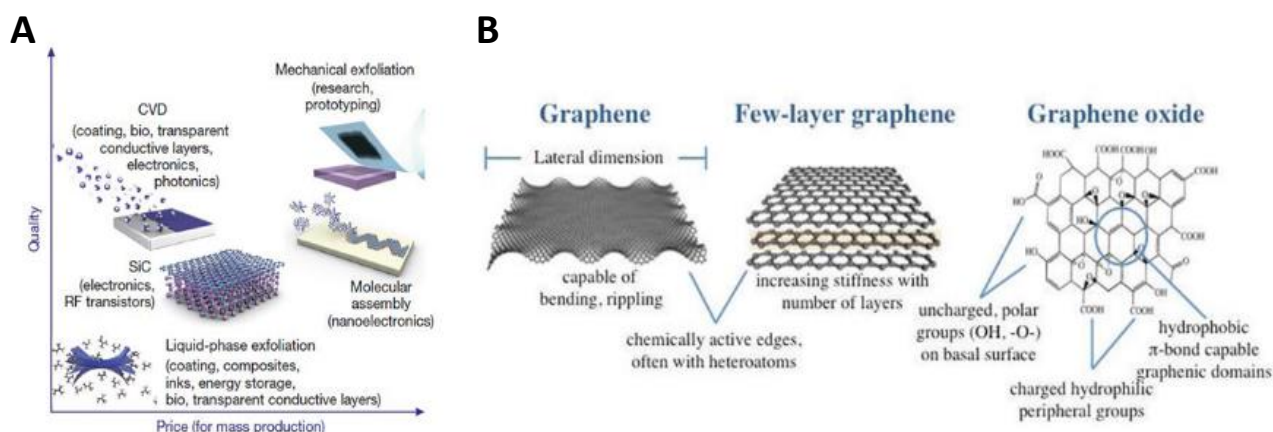 A
B
Mechanical exfoliation
(research,
prototyping)
CVD
(coating, bio, transparent
conductive layers,
electronics,
photonics)
Quality
SiC
(electronics,
RF transistors)
Molecular
assembly
(nanoelectronics)
Liquid-phase exfoliation
(coating, composites,
inks, energy storage,
bio, transparent conductive layers)
Price (for mass production)
Graphene
Few-layer graphene
Graphene oxide
Lateral dimension
capable of
bending, rippling
increasing stiffness with
number of layers
chemically active edges,
often with heteroatoms
HOOC
COOH
COOH
COOH
COOH
HO
O
O
O
O
HO
COOH
HO
O
O
O
OH
COOH
COOH
uncharged, polar
groups (OH, -O-)
on basal surface
hydrophobic
π-bond capable
graphenic domains
charged hydrophilic
peripheral groups